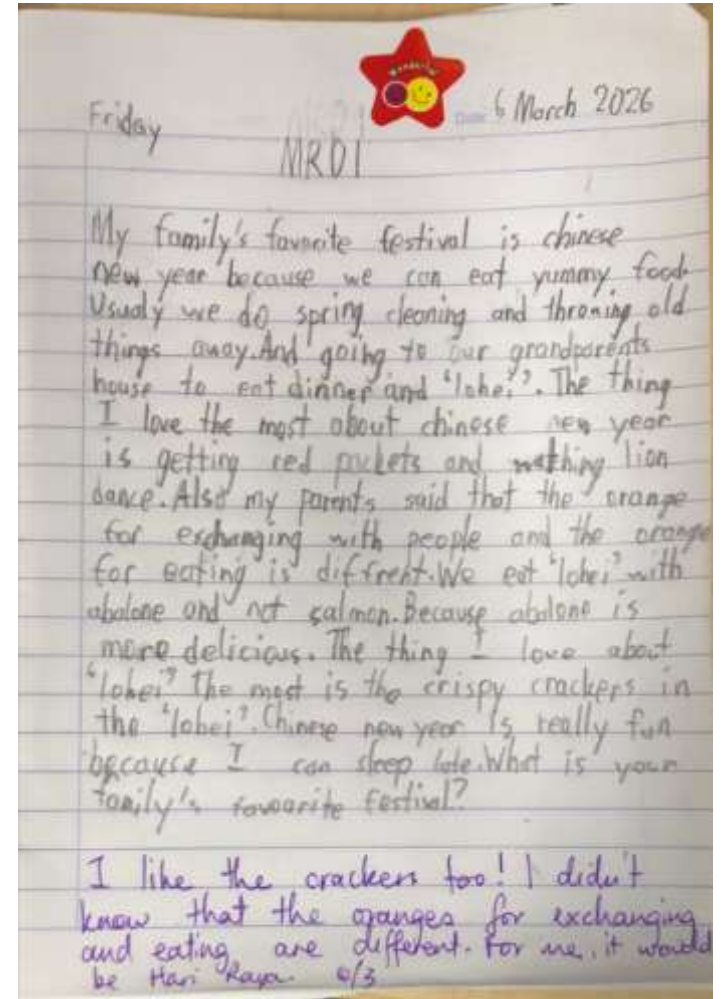 Wonderful
Friday
Date: 6 March 2026
MRD1
My family's favorite festival is chinese
new year because we can eat yummy food.
Usualy we do spring cleaning and throning old
things away.And going to our grandparents
house to eat dinner and 'lohei'. The thing
I love the most about chinese new year
is getting red packets and wathing lion
dance.Also my parents said that the orange
for exchanging with people and the orange
for eating is diffrent.We eat 'lohei' with
abalone and not salmon.Because abalone is
more delicious. The thing I love about
'lohei' The most is the crispy crackers in
the 'lohei'.Chinese new year is really fun
because I can sleep late.What is your
family's favourite festival?
I like the crackers too! I didn't
know that the oranges for exchanging
and eating are different. For me, it would
be Hari Raya. 6/3